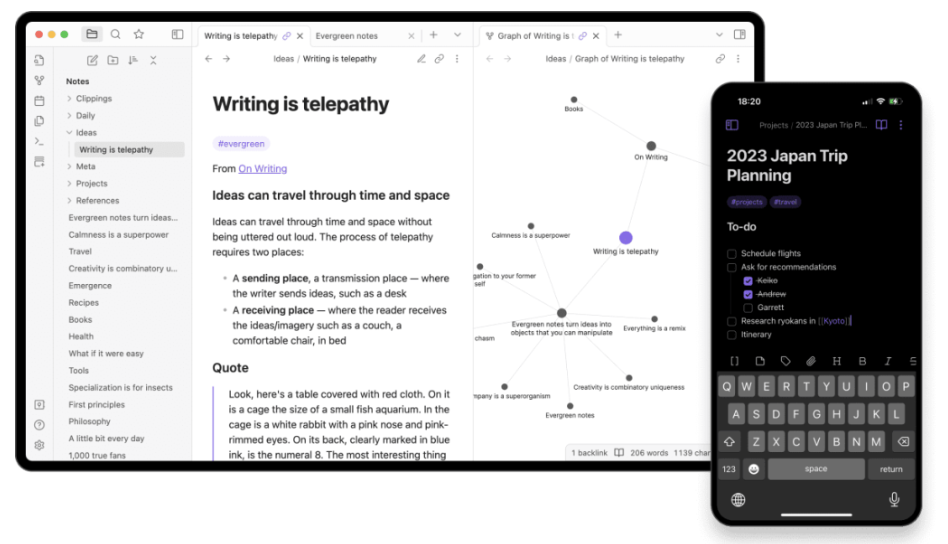 Writing is telepathy
Evergreen notes
Graph of Writing is t
Ideas / Writing is telepathy
Ideas / Graph of Writing is telepathy
Notes
Clippings
Daily
Ideas
Writing is telepathy
Meta
Projects
References
Evergreen notes turn ideas...
Calmness is a superpower
Travel
Creativity is combinatory u...
Emergence
Recipes
Books
Health
What if it were easy
Tools
Specialization is for insects
First principles
Philosophy
A little bit every day
1,000 true fans
Writing is telepathy
#evergreen
From On Writing
Ideas can travel through time and space
Ideas can travel through time and space without
being uttered out loud. The process of telepathy
requires two places:
• A sending place, a transmission place — where
the writer sends ideas, such as a desk
• A receiving place — where the reader receives
the ideas/imagery such as a couch, a
comfortable chair, in bed
Quote
Look, here's a table covered with red cloth. On it
is a cage the size of a small fish aquarium. In the
cage is a white rabbit with a pink nose and pink-
rimmed eyes. On its back, clearly marked in blue
ink, is the numeral 8. The most interesting thing
Books
On Writing
Calmness is a superpower
Writing is telepathy
gation to your former
self
Evergreen notes turn ideas into
objects that you can manipulate
Everything is a remix
chasm
Creativity is combinatory uniqueness
mpany is a superorganism
Evergreen notes
1 backlink
206 words
1139 char
18:20
Projects / 2023 Japan Trip Pl...
2023 Japan Trip
Planning
#projects #travel
To-do
Schedule flights
Ask for recommendations
Keiko
Andrew
Garrett
Research ryokans in [[Kyoto]]
Itinerary
[] H B I S
Q W E R T Y U I O P
A S D F G H J K L
Z X C V B N M
123 space return